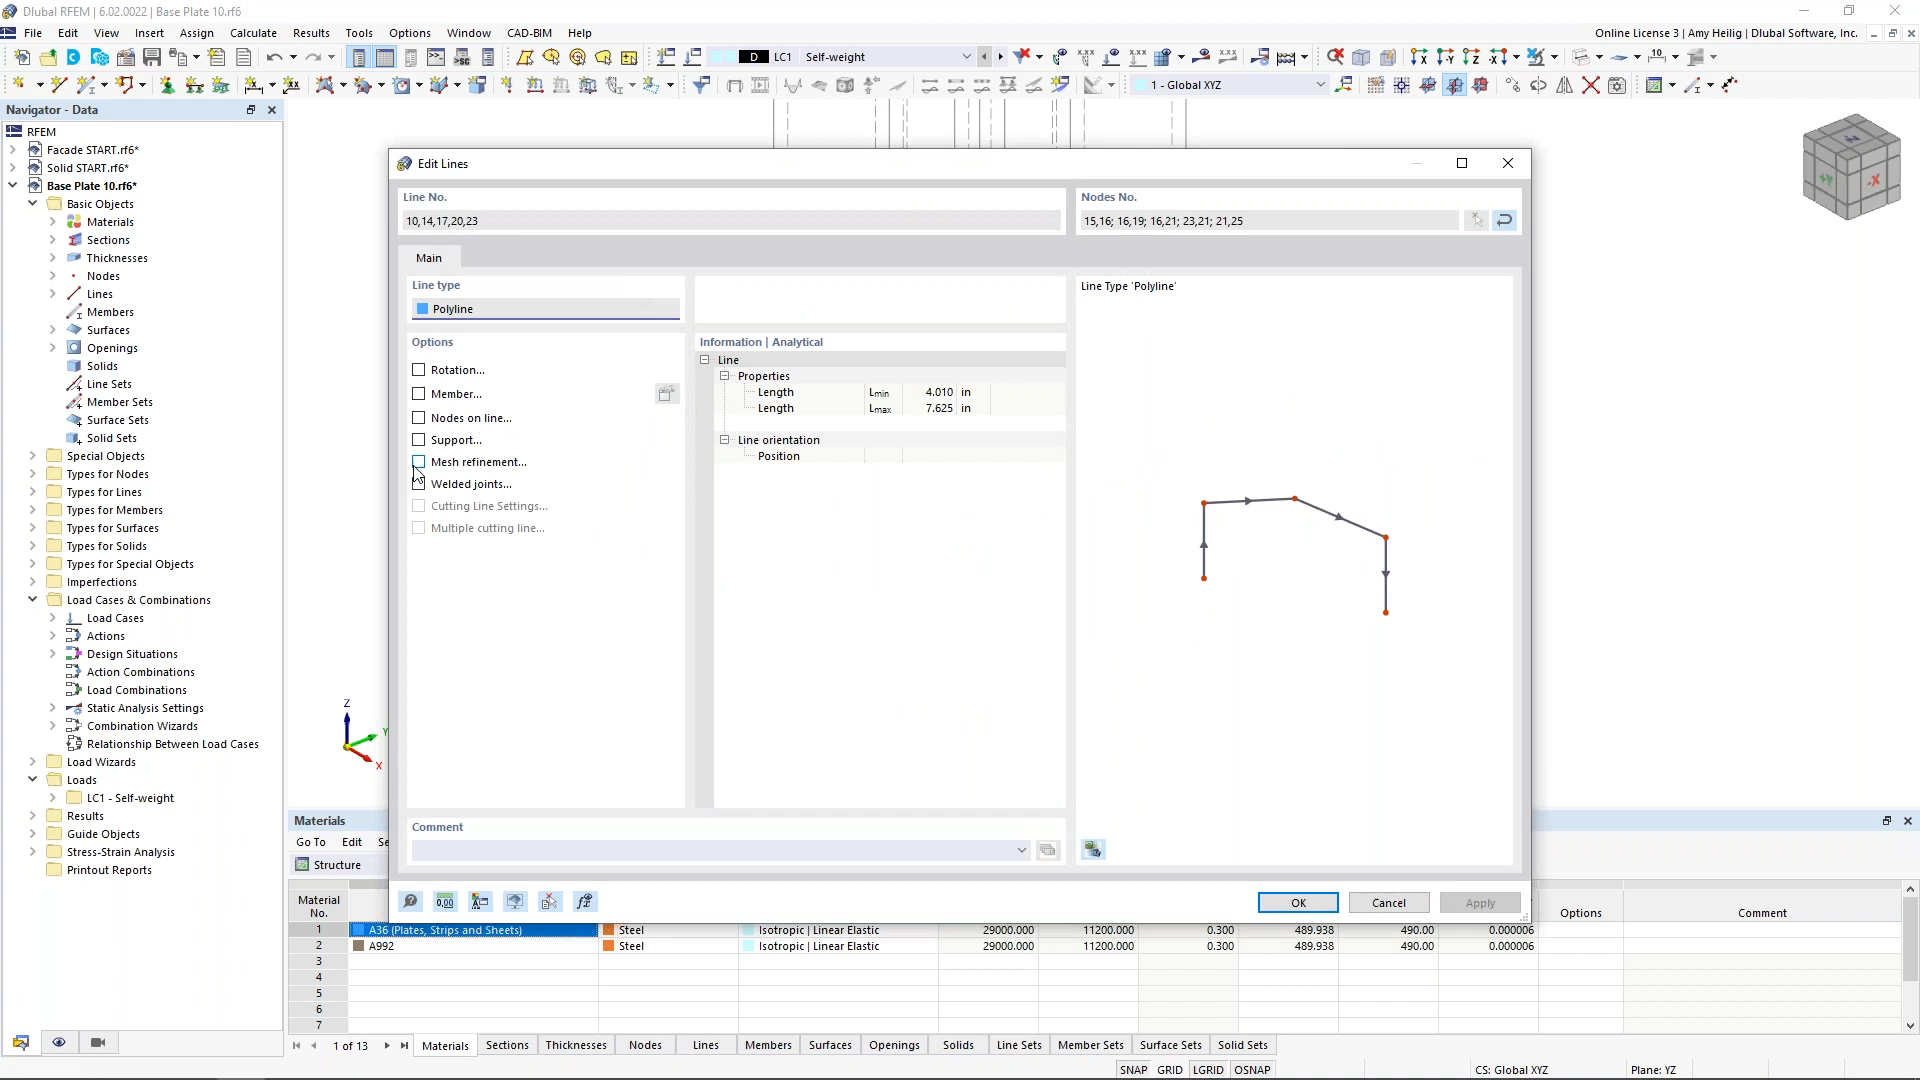 Dlubal RFEM | 6.02.0022 | Base Plate 10.rf6*
File Edit View Insert Assign Calculate Results Tools Options Window CAD-BIM Help
Online License 3 | Amy Heilig | Dlubal Software, Inc.
D LC1 Self-weight
1 - Global XYZ
Navigator - Data
RFEM
Facade START.rf6*
Solid START.rf6*
Base Plate 10.rf6*
Basic Objects
Materials
Sections
Thicknesses
Nodes
Lines
Members
Surfaces
Openings
Solids
Line Sets
Member Sets
Surface Sets
Solid Sets
Special Objects
Types for Nodes
Types for Lines
Types for Members
Types for Surfaces
Types for Solids
Types for Special Objects
Imperfections
Load Cases & Combinations
Load Cases
Actions
Design Situations
Action Combinations
Load Combinations
Static Analysis Settings
Combination Wizards
Relationship Between Load Cases
Load Wizards
Loads
LC1 - Self-weight
Results
Guide Objects
Stress-Strain Analysis
Printout Reports
Edit Lines
Line No.
10,14,17,20,23
Nodes No.
15,16; 16,19; 16,21; 23,21; 21,25
Main
Line type
Polyline
Options
Rotation...
Member...
Nodes on line...
Support...
Mesh refinement...
Welded joints...
Cutting Line Settings...
Multiple cutting line...
Information | Analytical
Line
Properties
Length Lmin 4.010 in
Length Lmax 7.625 in
Line orientation
Position
Line Type 'Polyline'
Comment
OK Cancel Apply
Z
Y
X
+Y
-X
Materials
Go To Edit Se
Structure
Material No. Options Comment
1 A36 (Plates, Strips and Sheets) Steel Isotropic | Linear Elastic 29000.000 11200.000 0.300 489.938 490.00 0.000006
2 A992 Steel Isotropic | Linear Elastic 29000.000 11200.000 0.300 489.938 490.00 0.000006
3
4
5
6
7
1 of 13 Materials Sections Thicknesses Nodes Lines Members Surfaces Openings Solids Line Sets Member Sets Surface Sets Solid Sets
SNAP GRID LGRID OSNAP CS: Global XYZ Plane: YZ